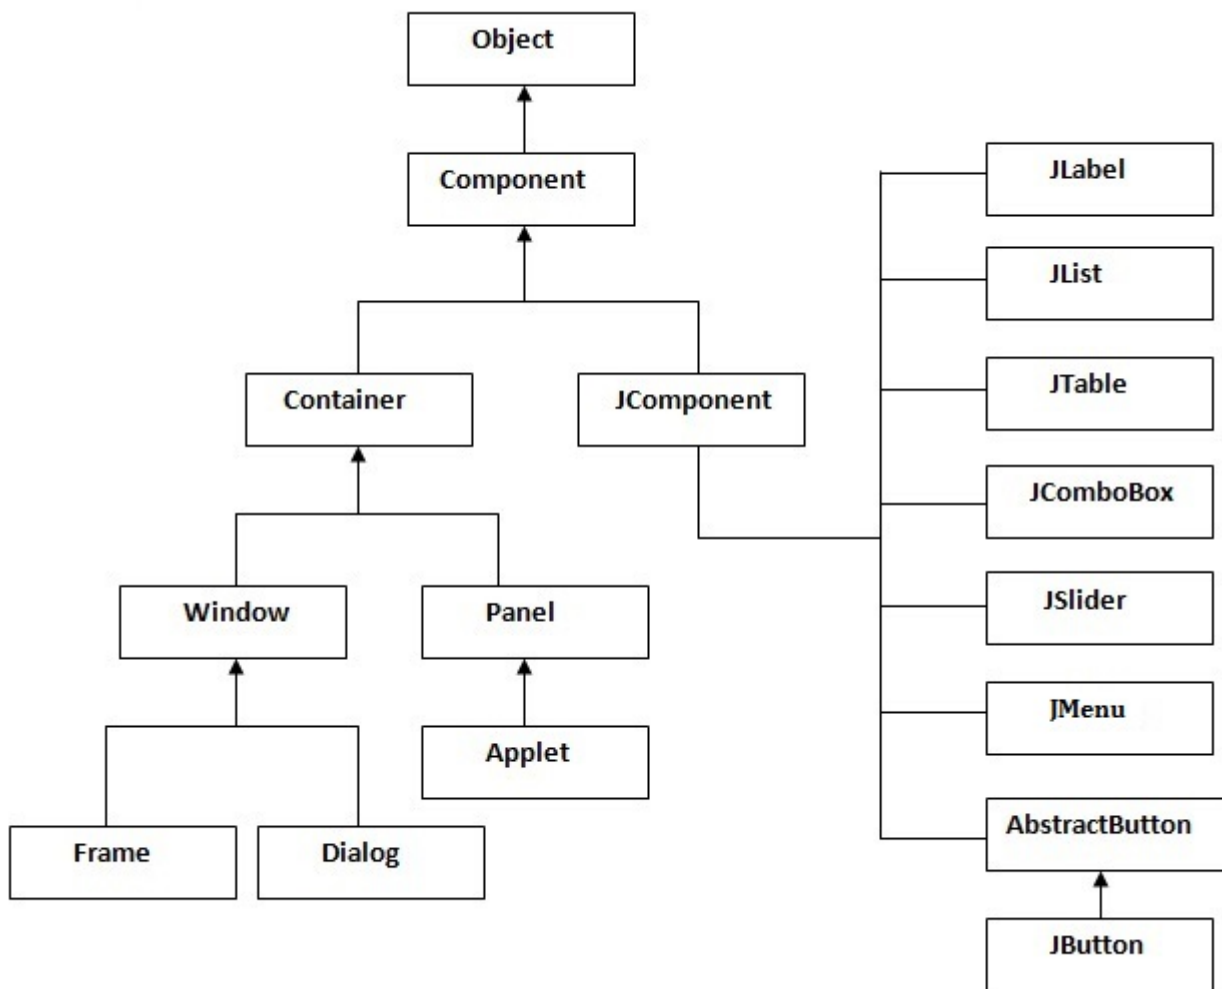 Object
Component
JLabel
JList
Container
JComponent
JTable
JComboBox
Window
Panel
JSlider
JMenu
Applet
AbstractButton
Frame
Dialog
JButton